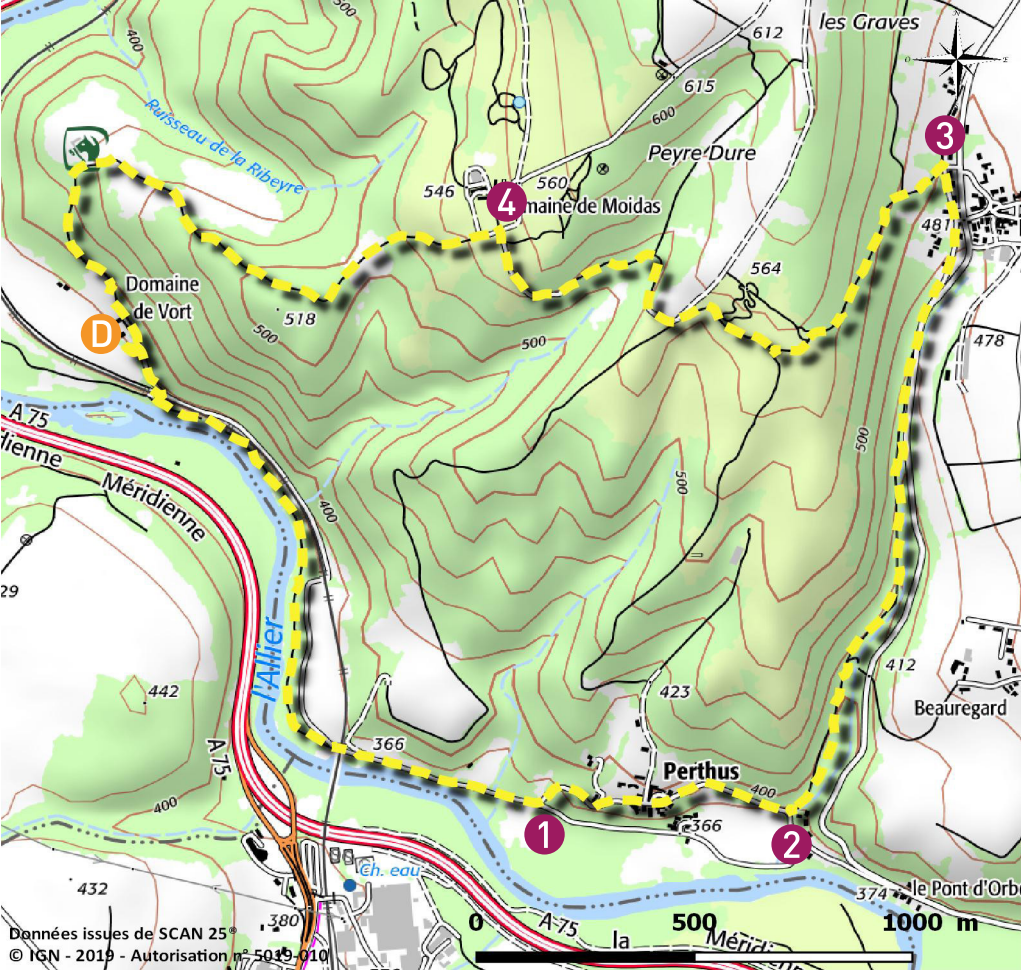 les Graves
N
O
E
612
615
600
500
400
Ruisseau de la Ribeyre
Peyre Dure
3
546
4
560
maine de Moidas
481
564
Domaine
de Vort
D
518
500
500
478
A 75
dienne
Méridienne
500
500
400
29
l'Allier
442
412
Beauregard
423
A 75
366
Perthus
400
400
1
366
2
Ch. eau
432
374
le Pont d'Orb
380
0 500 1000 m
A 75
la
Méridi
Données issues de SCAN 25®
© IGN - 2019 - Autorisation n° 5019-010